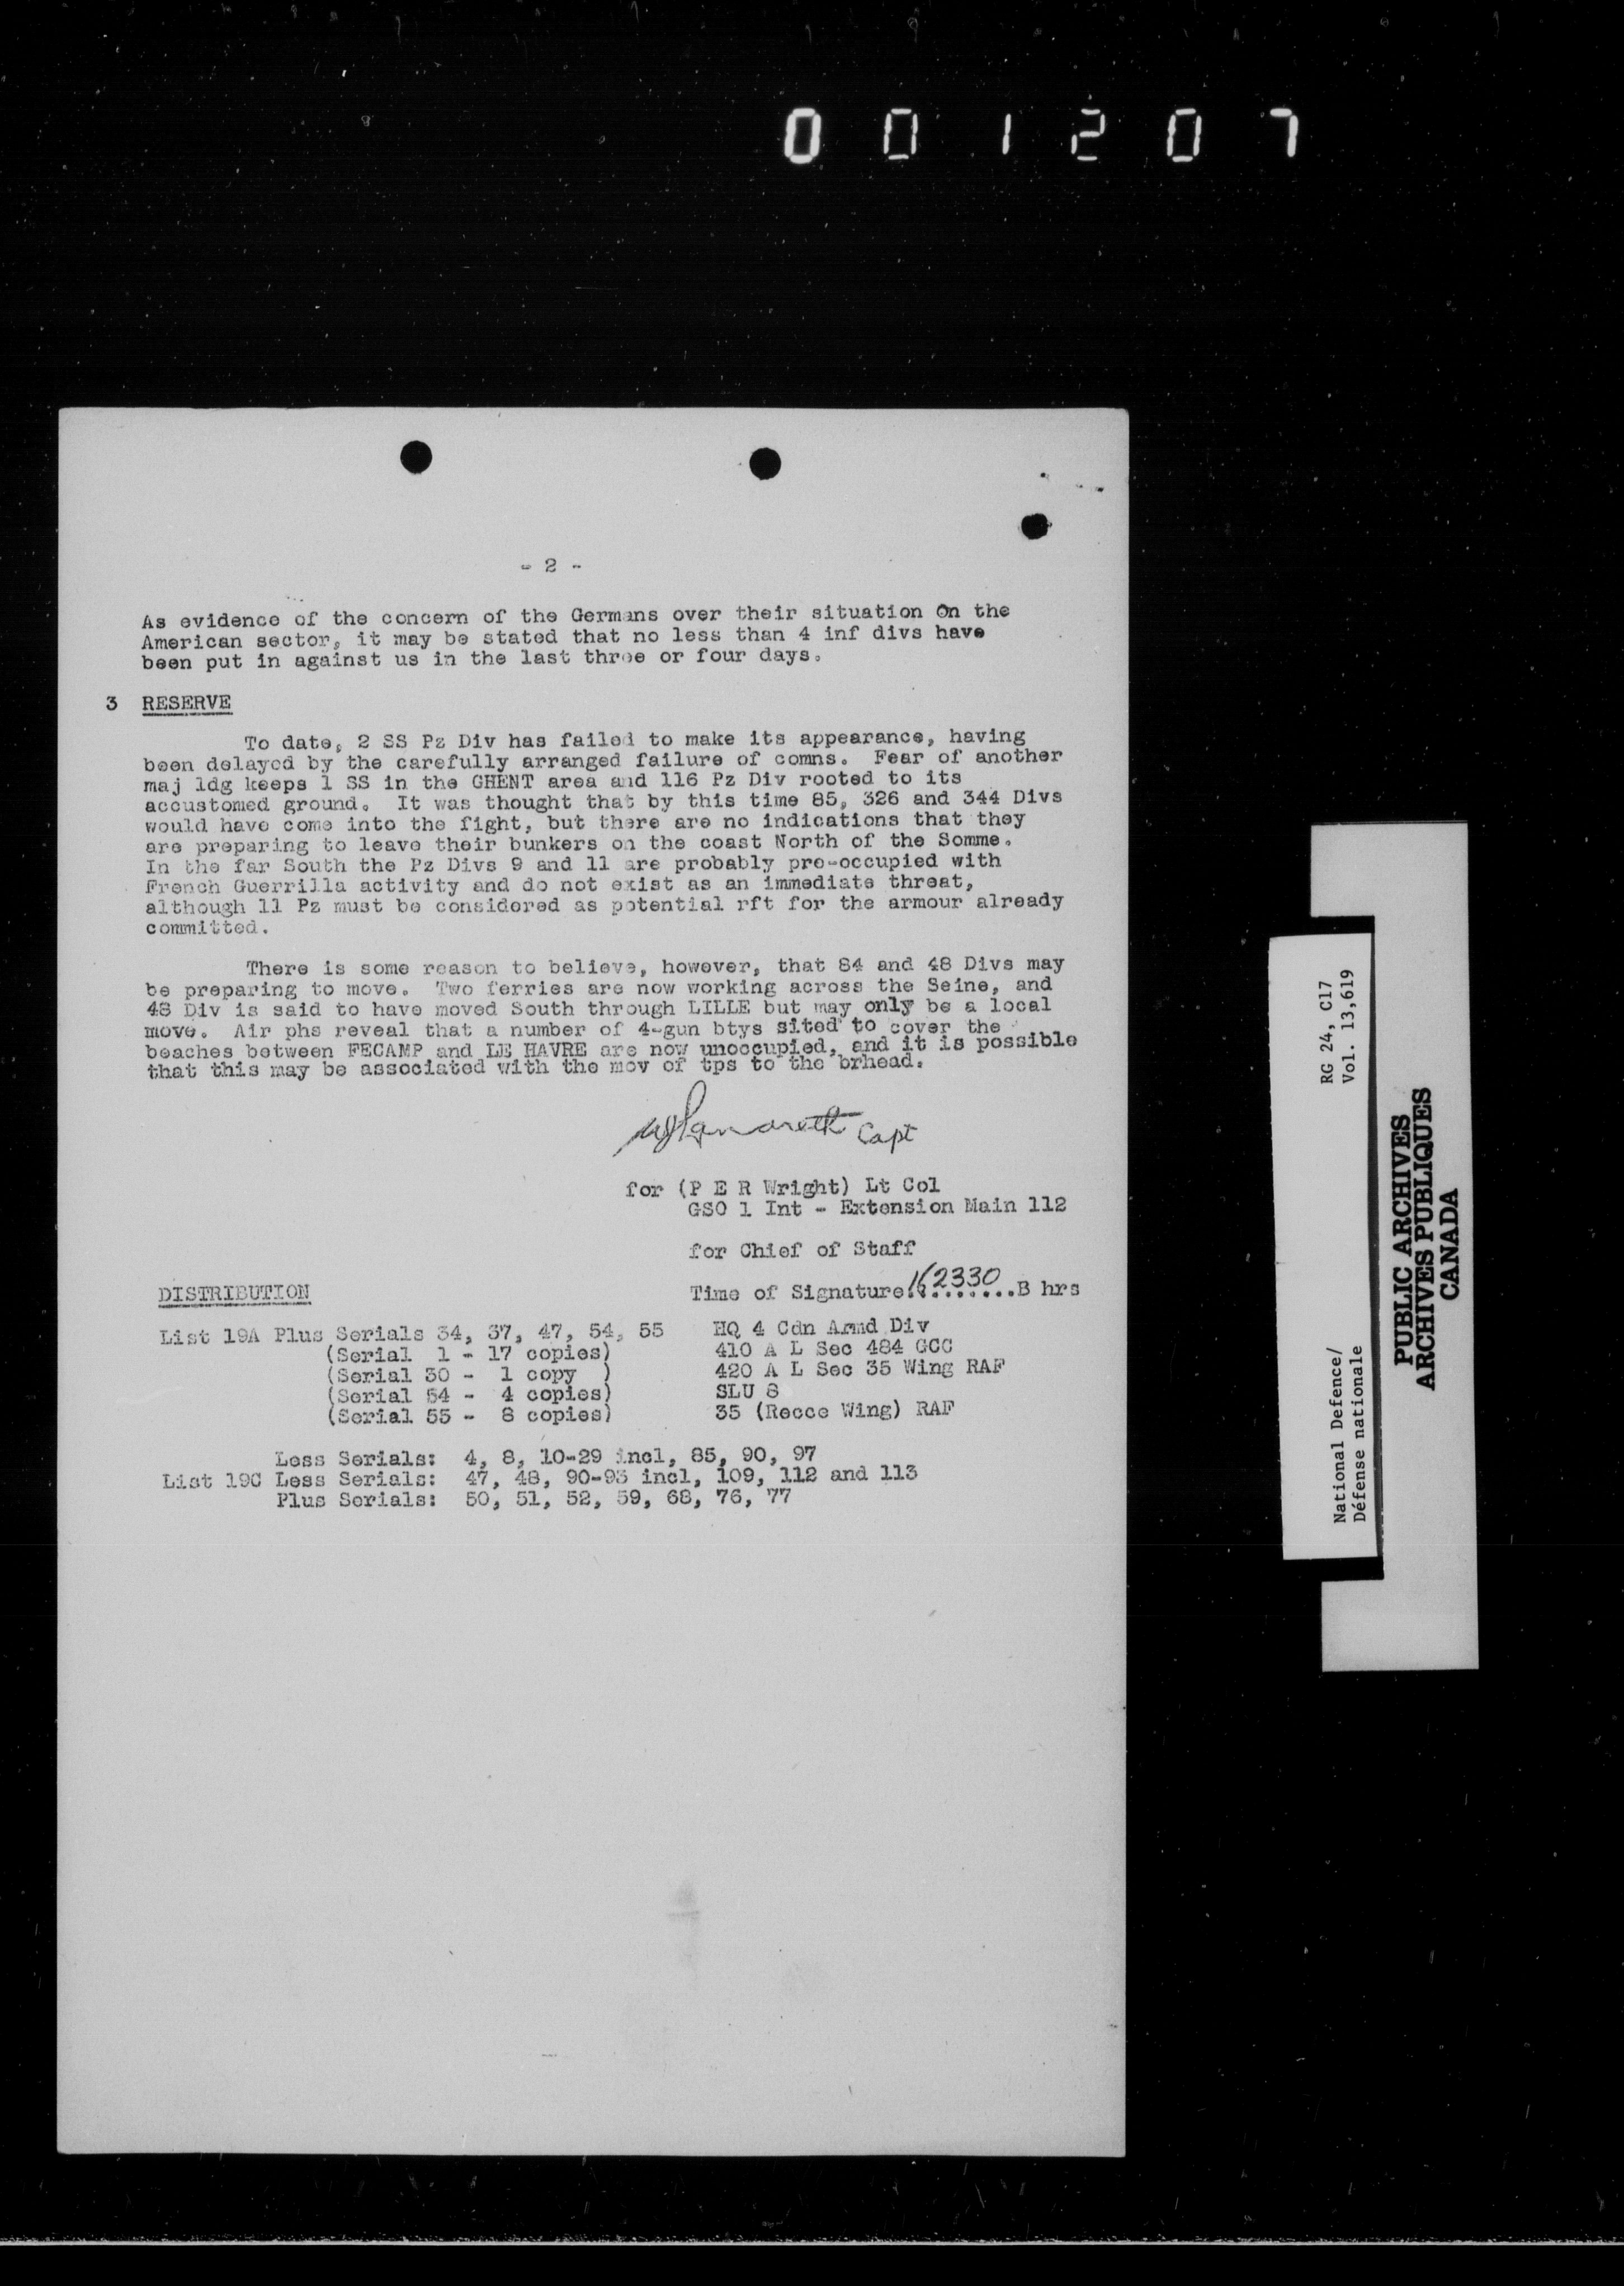 001207
- 2 -
As evidence of the concern of the Germans over their situation On the
American sector, it may be stated that no less than 4 inf divs have
been put in against us in the last three or four days.
3 RESERVE
To date, 2 SS Pz Div has failed to make its appearance, having
been delayed by the carefully arranged failure of comns. Fear of another
maj ldg keeps 1 SS in the GHENT area and 116 Pz Div rooted to its
accustomed ground. It was thought that by this time 85, 326 and 344 Divs
would have come into the fight, but there are no indications that they
are preparing to leave their bunkers on the coast North of the Somme.
In the far South the Pz Divs 9 and 11 are probably pre-occupied with
French Guerrilla activity and do not exist as an immediate threat,
although 11 Pz must be considered as potential rft for the armour already
committed.
There is some reason to believe, however, that 84 and 48 Divs may
be preparing to move. Two ferries are now working across the Seine, and
48 Div is said to have moved South through LILLE but may only be a local
move. Air phs reveal that a number of 4-gun btys sited to cover the
beaches between FECAMP and LE HAVRE are now unoccupied, and it is possible
that this may be associated with the mov of tps to the brhead.
Capt
for (P E R Wright) Lt Col
GSO 1 Int - Extension Main 112
for Chief of Staff
Time of Signature 162330 B hrs
DISTRIBUTION
List 19A Plus Serials 34, 37, 47, 54, 55
(Serial 1 - 17 copies)
(Serial 30 - 1 copy )
(Serial 54 - 4 copies)
(Serial 55 - 8 copies)
HQ 4 Cdn Armd Div
410 A L Sec 484 GCC
420 A L Sec 35 Wing RAF
SLU 8
35 (Recce Wing) RAF
Less Serials: 4, 8, 10-29 incl, 85, 90, 97
List 19C Less Serials: 47, 48, 90-93 incl, 109, 112 and 113
Plus Serials: 50, 51, 52, 59, 68, 76, 77
RG 24, C17
Vol. 13,619
National Defence/
Défense nationale
PUBLIC ARCHIVES
ARCHIVES PUBLIQUES
CANADA